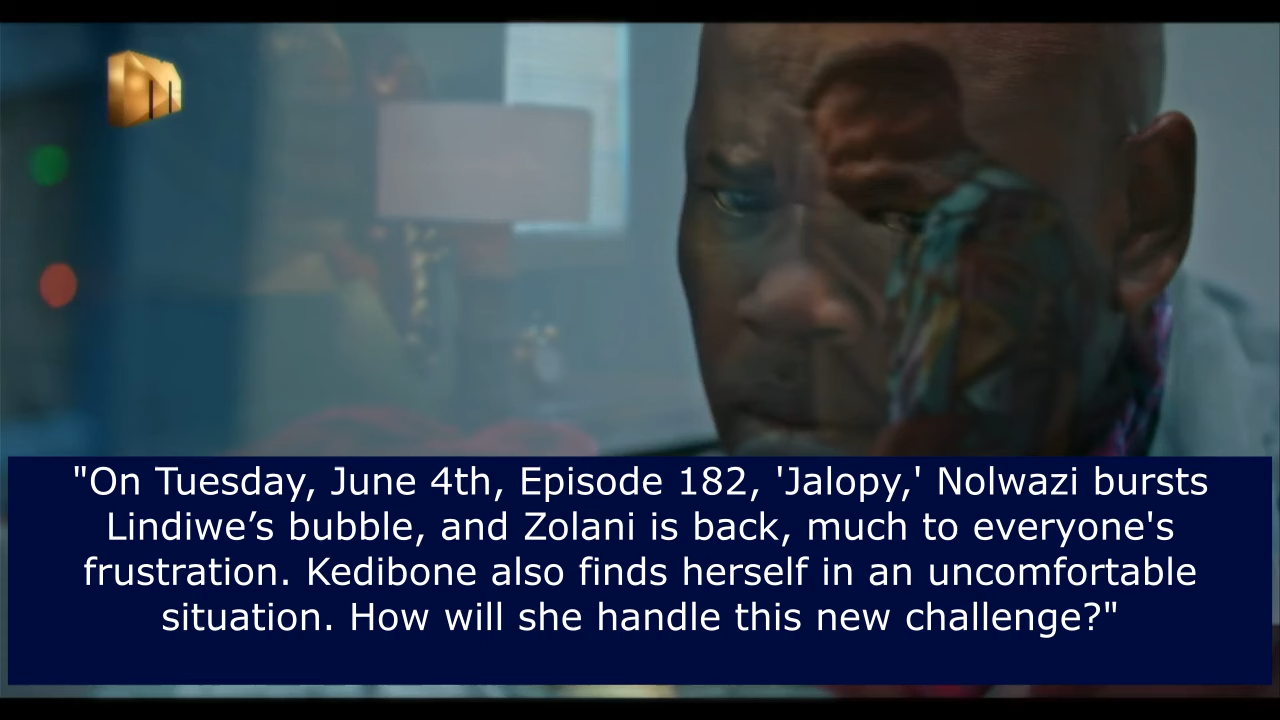 "On Tuesday, June 4th, Episode 182, 'Jalopy,' Nolwazi bursts
Lindiwe’s bubble, and Zolani is back, much to everyone's
frustration. Kedibone also finds herself in an uncomfortable
situation. How will she handle this new challenge?"